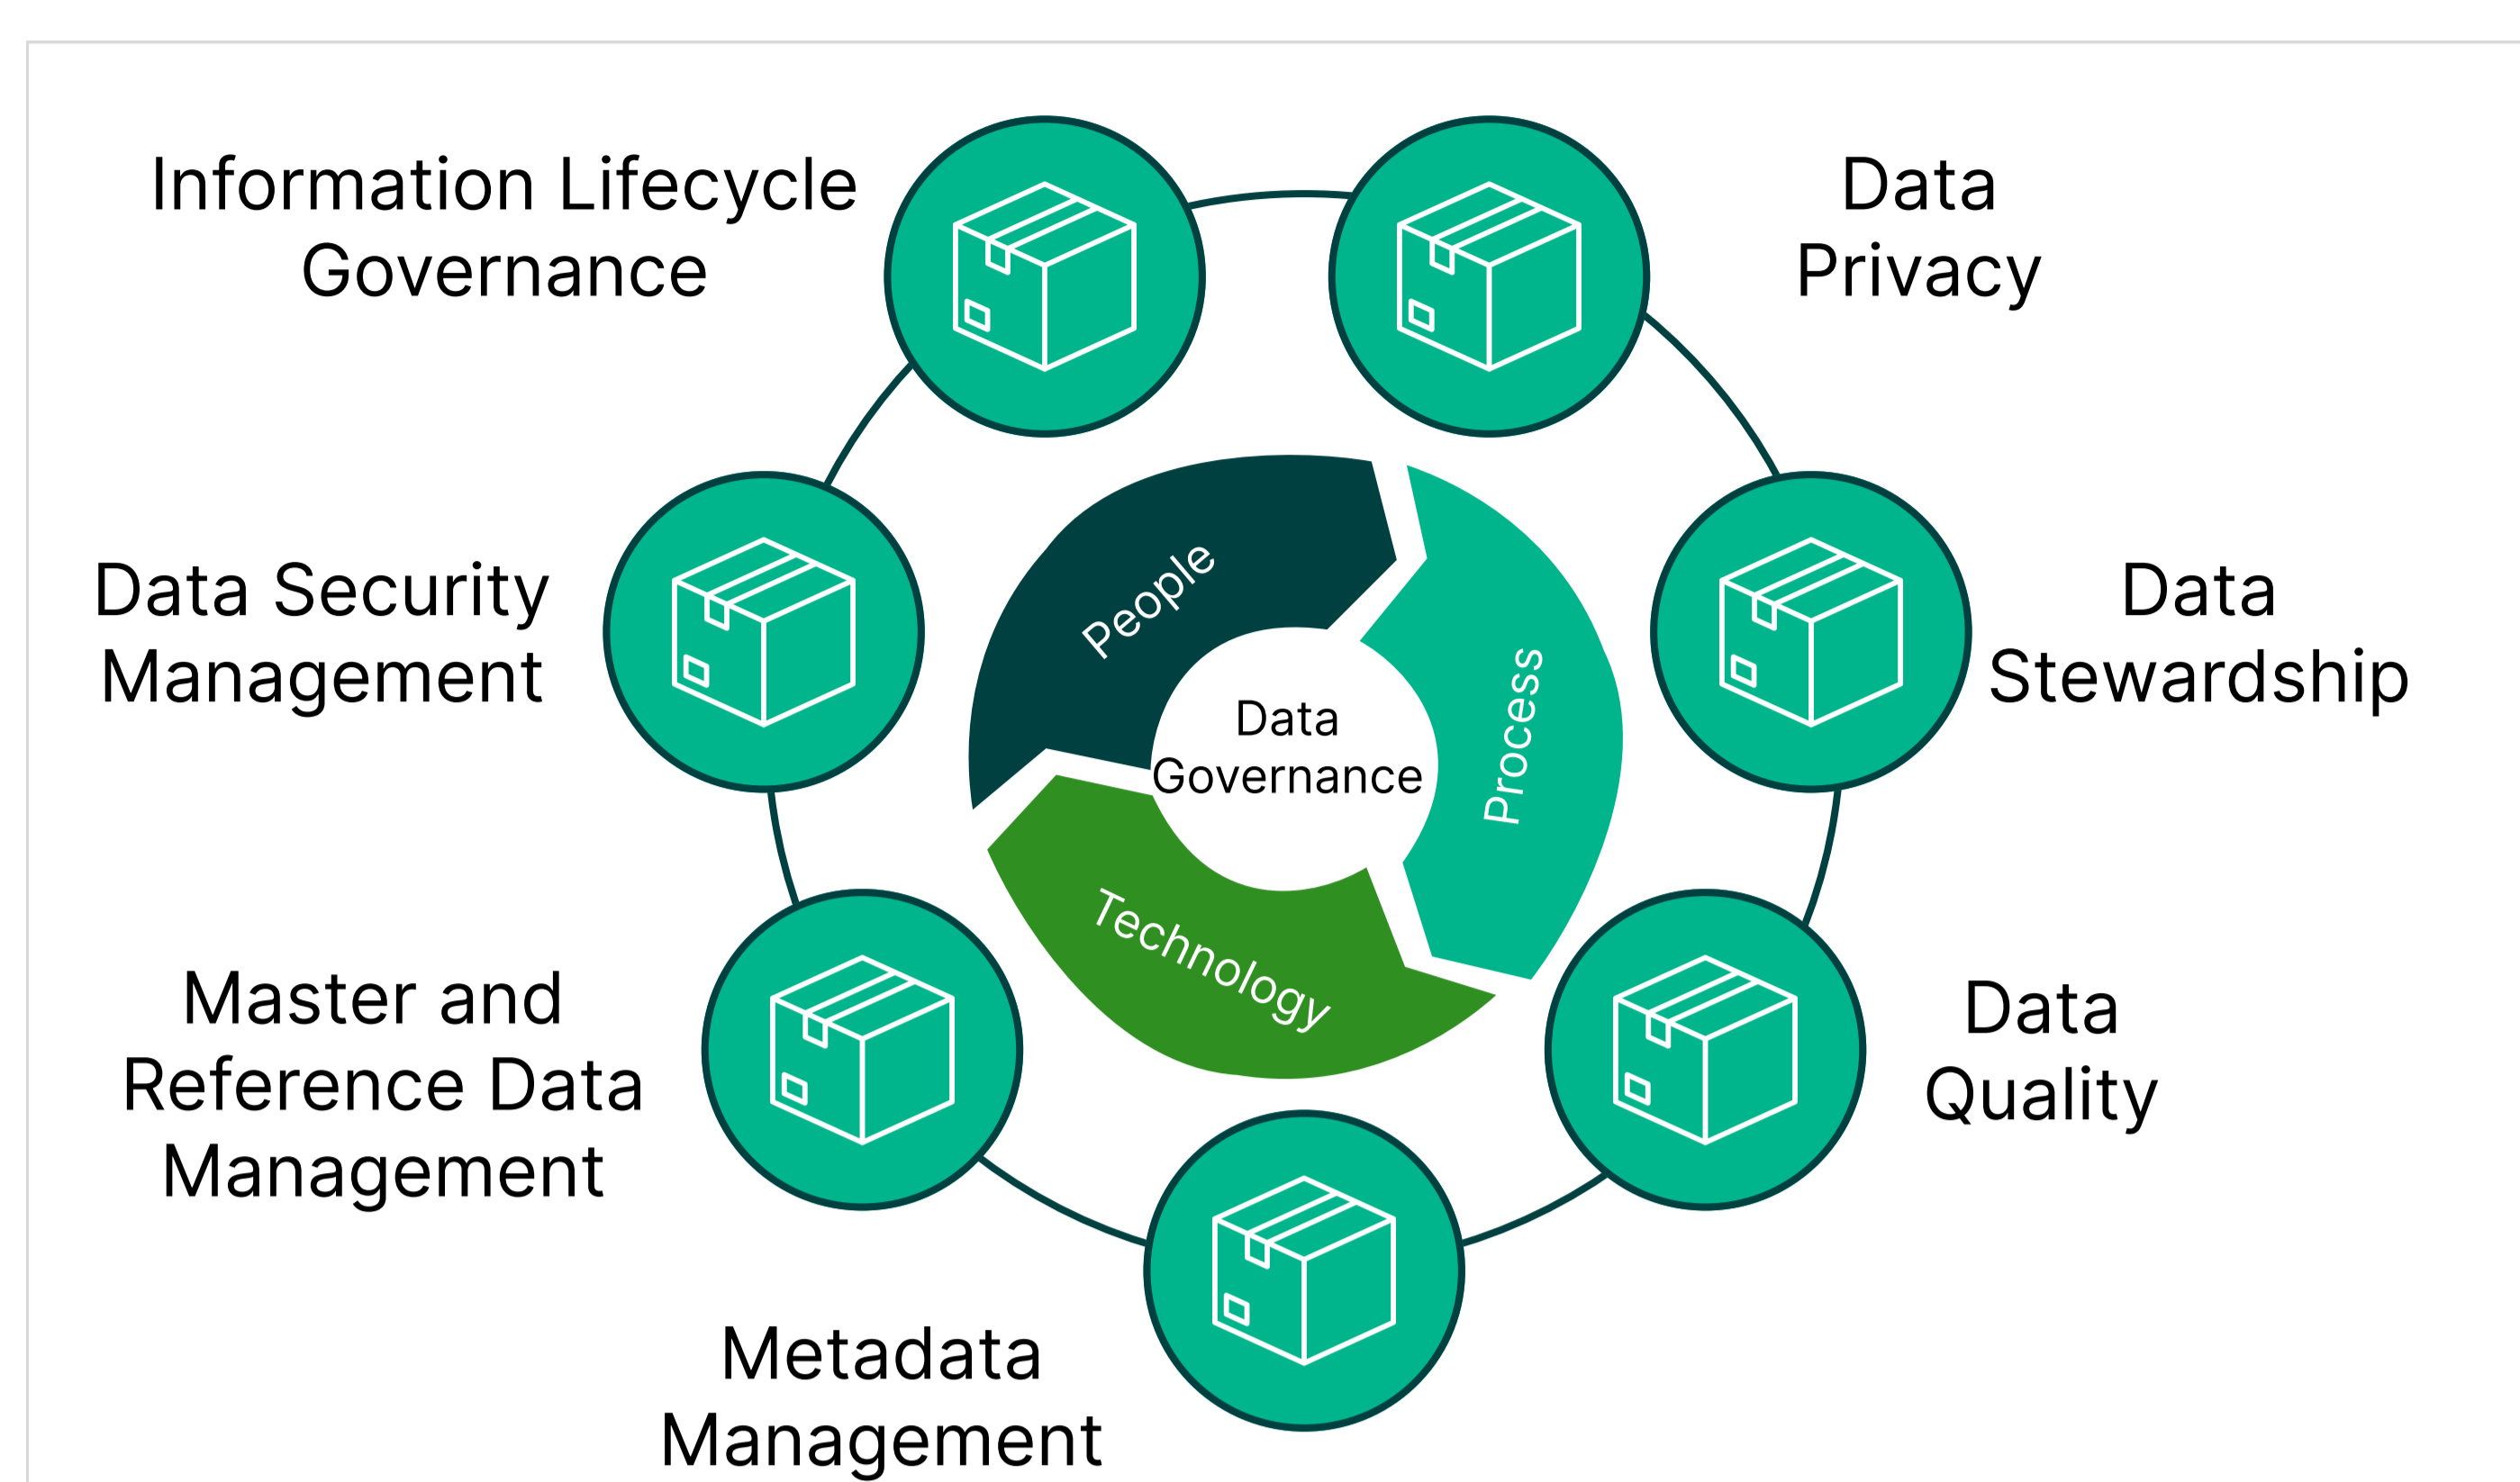 Information Lifecycle
Governance
Data
Privacy
Data Security
Management
People
Process
Data
Governance
Technology
Data
Stewardship
Master and
Reference Data
Management
Data
Quality
Metadata
Management